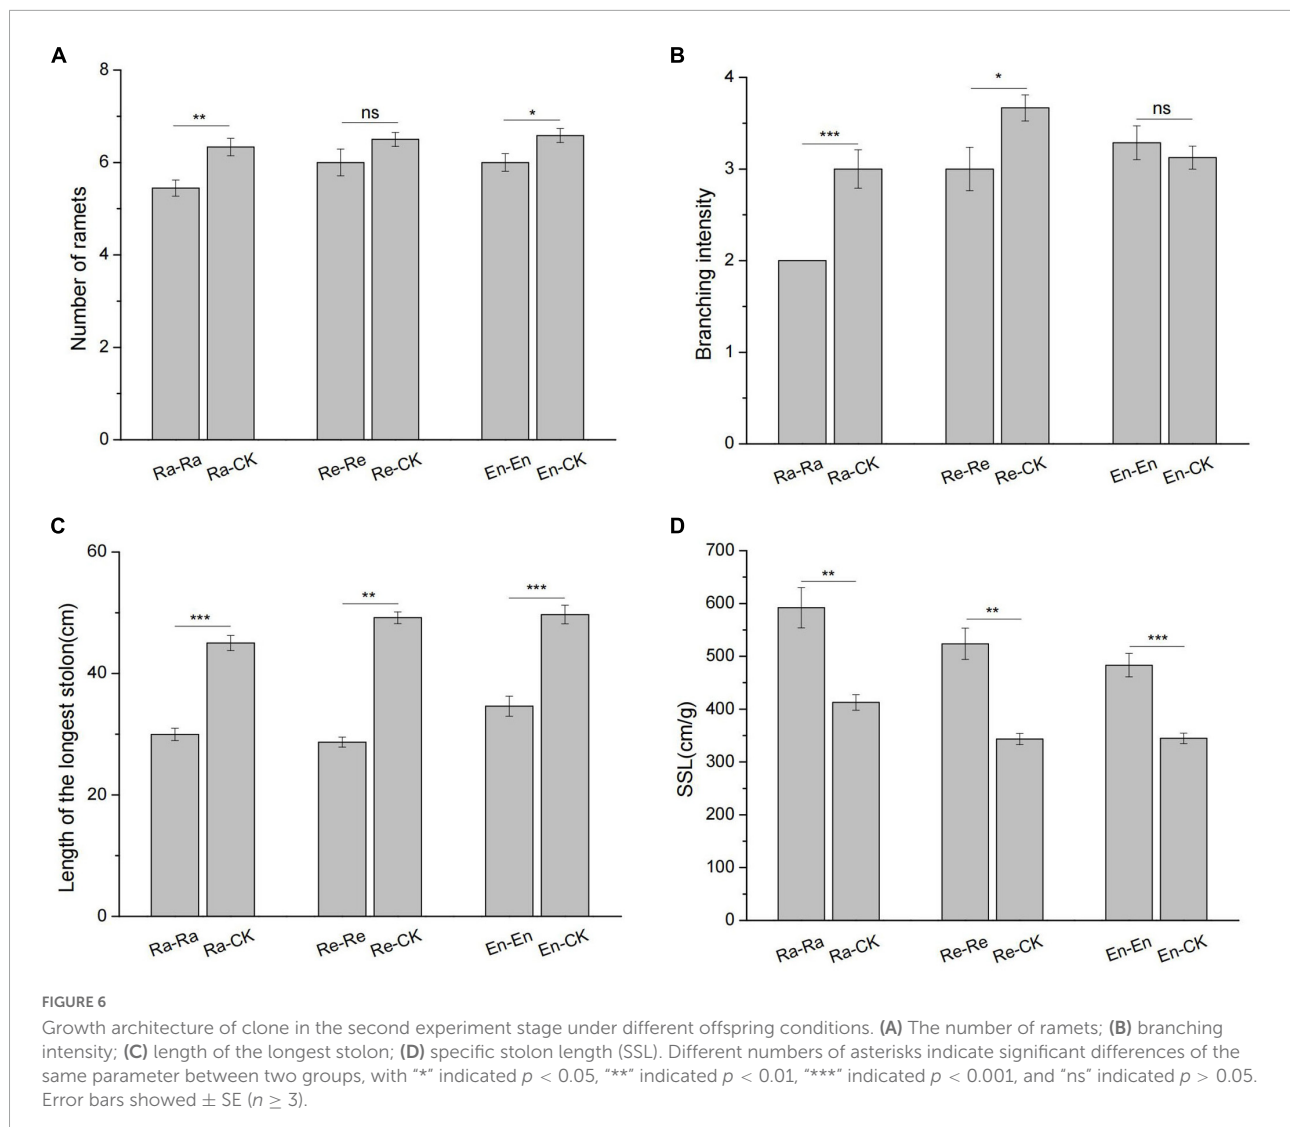 A
Number of ramets
8
6
4
2
0
**
ns
*
Ra-Ra
Ra-CK
Re-Re
Re-CK
En-En
En-CK
B
Branching intensity
4
3
2
1
0
***
*
ns
Ra-Ra
Ra-CK
Re-Re
Re-CK
En-En
En-CK
C
Length of the longest stolon(cm)
60
40
20
0
***
**
***
Ra-Ra
Ra-CK
Re-Re
Re-CK
En-En
En-CK
D
SSL(cm/g)
700
600
500
400
300
200
100
0
**
**
***
Ra-Ra
Ra-CK
Re-Re
Re-CK
En-En
En-CK
FIGURE 6
Growth architecture of clone in the second experiment stage under different offspring conditions. (A) The number of ramets; (B) branching
intensity; (C) length of the longest stolon; (D) specific stolon length (SSL). Different numbers of asterisks indicate significant differences of the
same parameter between two groups, with “*” indicated p < 0.05, “**” indicated p < 0.01, “***” indicated p < 0.001, and “ns” indicated p > 0.05.
Error bars showed ± SE (n ≥ 3).